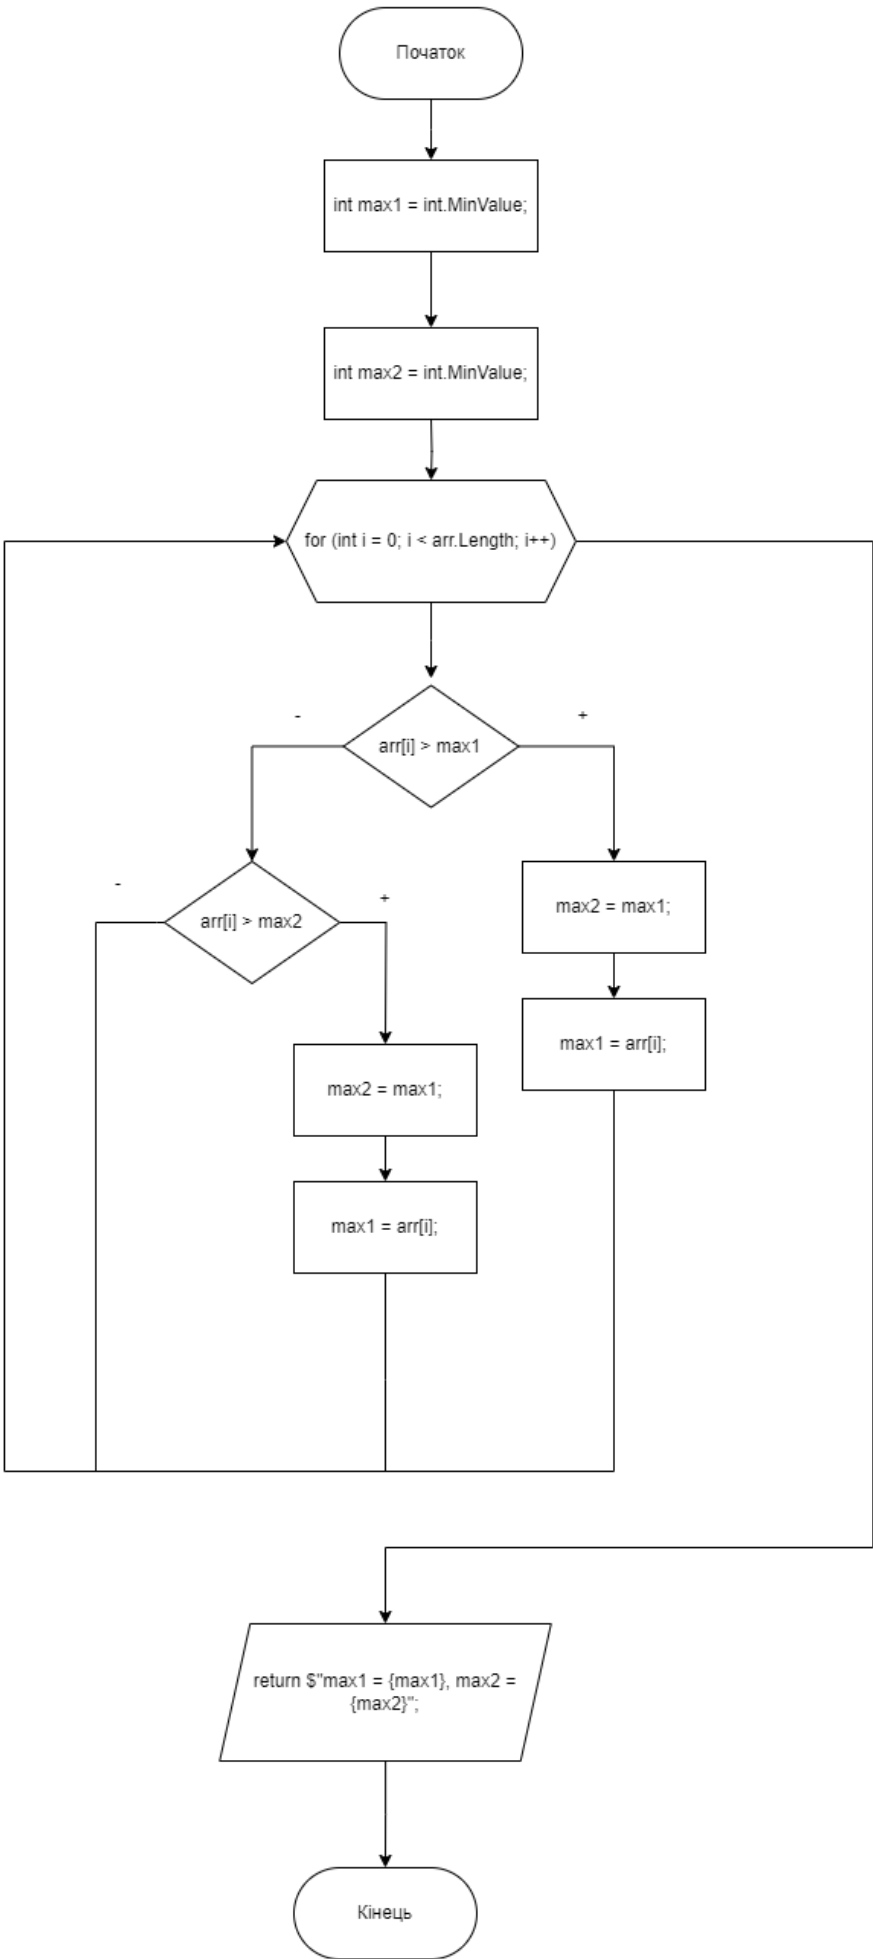 Початок
int max1 = int.MinValue;
int max2 = int.MinValue;
for (int i = 0; i < arr.Length; i++)
-
+
arr[i] > max1
-
+
arr[i] > max2
max2 = max1;
max1 = arr[i];
max2 = max1;
max1 = arr[i];
return $"max1 = {max1}, max2 =
{max2}";
Кінець